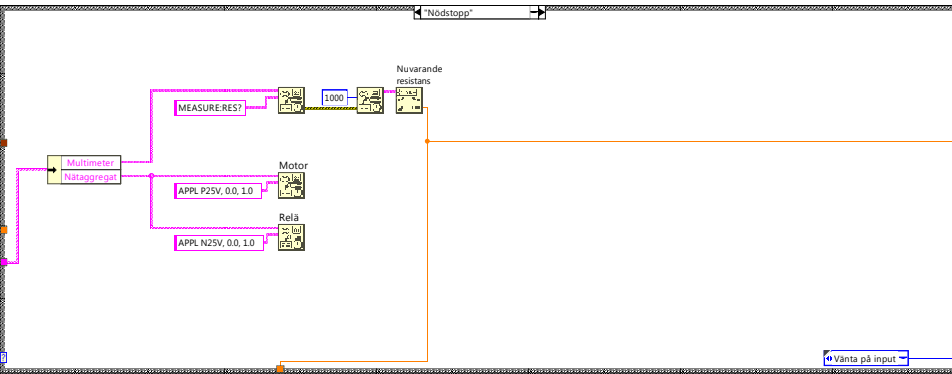 "Nödstopp"
Nuvarande
resistans
1000
MEASURE:RES?
Multimeter
Nätaggregat
Motor
APPL P25V, 0.0, 1.0
Relä
APPL N25V, 0.0, 1.0
?
Vänta på input